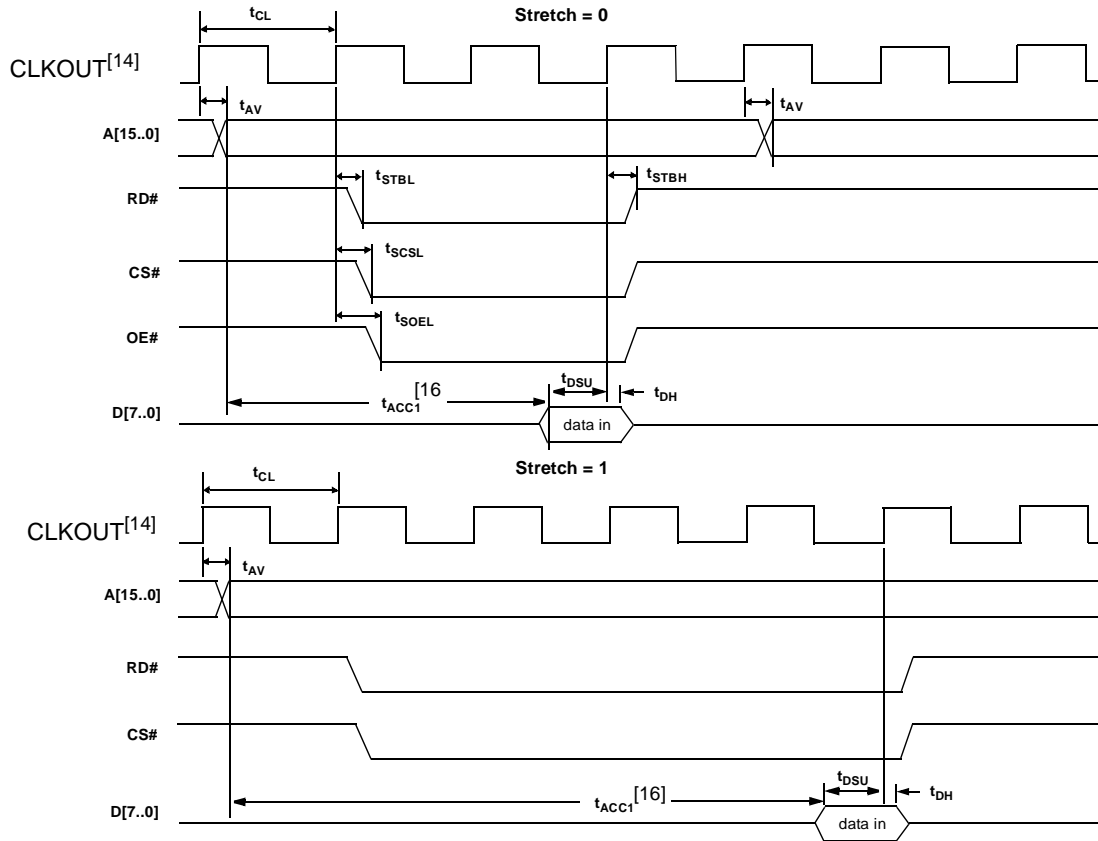 Stretch = 0
tCL
CLKOUT[14]
tAV
tAV
A[15..0]
tSTBL
tSTBH
RD#
tSCSL
CS#
tSOEL
OE#
tDSU
tACC1[16
tDH
D[7..0]
data in
Stretch = 1
tCL
CLKOUT[14]
tAV
A[15..0]
RD#
CS#
tDSU
tACC1[16]
tDH
D[7..0]
data in